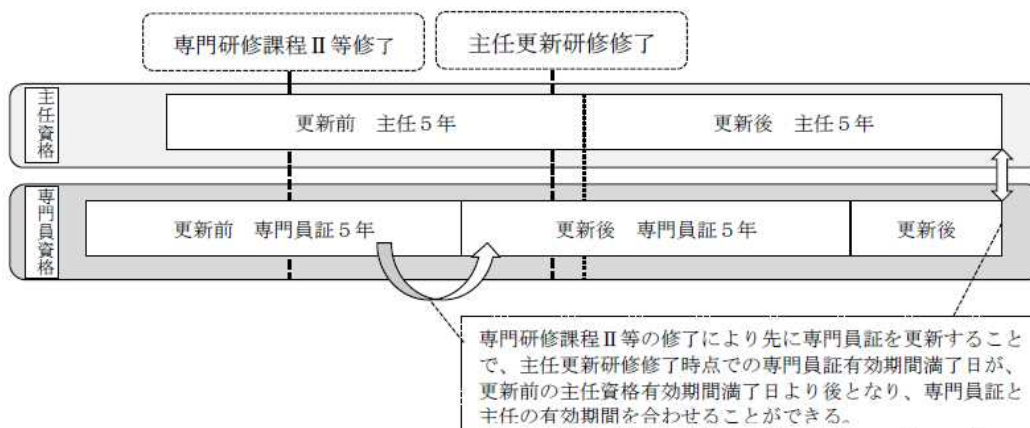 専門研修課程Ⅱ等修了
主任更新研修修了
主任資格
更新前 主任5年
更新後 主任5年
専門員資格
更新前 専門員証5年
更新後 専門員証5年
更新後
専門研修課程Ⅱ等の修了により先に専門員証を更新すること
で、主任更新研修修了時点での専門員証有効期間満了日が、
更新前の主任資格有効期間満了日より後となり、専門員証と
主任の有効期間を合わせることができる。